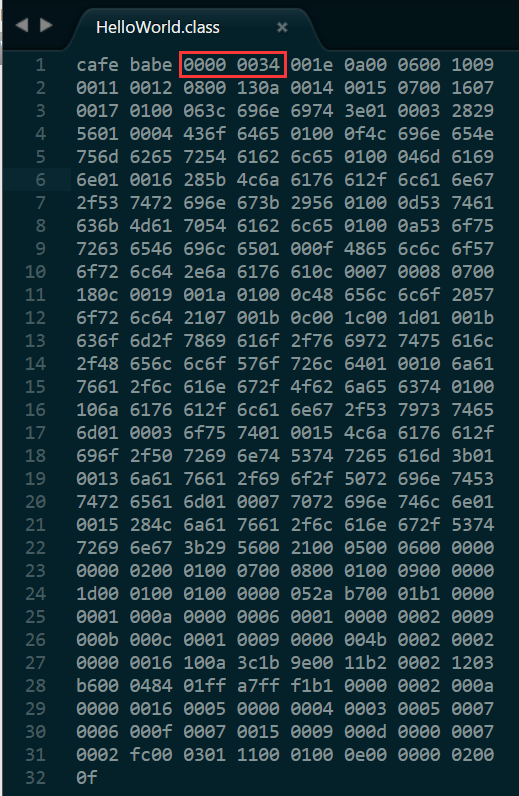 HelloWorld.class
1 cafe babe 0000 0034 001e 0a00 0600 1009
2 0011 0012 0800 130a 0014 0015 0700 1607
3 0017 0100 063c 696e 6974 3e01 0003 2829
4 5601 0004 436f 6465 0100 0f4c 696e 654e
5 756d 6265 7254 6162 6c65 0100 046d 6169
6 6e01 0016 285b 4c6a 6176 612f 6c61 6e67
7 2f53 7472 696e 673b 2956 0100 0d53 7461
8 636b 4d61 7054 6162 6c65 0100 0a53 6f75
9 7263 6546 696c 6501 000f 4865 6c6c 6f57
10 6f72 6c64 2e6a 6176 610c 0007 0008 0700
11 180c 0019 001a 0100 0c48 656c 6c6f 2057
12 6f72 6c64 2107 001b 0c00 1c00 1d01 001b
13 636f 6d2f 7869 616f 2f76 6972 7475 616c
14 2f48 656c 6c6f 576f 726c 6401 0010 6a61
15 7661 2f6c 616e 672f 4f62 6a65 6374 0100
16 106a 6176 612f 6c61 6e67 2f53 7973 7465
17 6d01 0003 6f75 7401 0015 4c6a 6176 612f
18 696f 2f50 7269 6e74 5374 7265 616d 3b01
19 0013 6a61 7661 2f69 6f2f 5072 696e 7453
20 7472 6561 6d01 0007 7072 696e 746c 6e01
21 0015 284c 6a61 7661 2f6c 616e 672f 5374
22 7269 6e67 3b29 5600 2100 0500 0600 0000
23 0000 0200 0100 0700 0800 0100 0900 0000
24 1d00 0100 0100 0000 052a b700 01b1 0000
25 0001 000a 0000 0006 0001 0000 0002 0009
26 000b 000c 0001 0009 0000 004b 0002 0002
27 0000 0016 100a 3c1b 9e00 11b2 0002 1203
28 b600 0484 01ff a7ff f1b1 0000 0002 000a
29 0000 0016 0005 0000 0004 0003 0005 0007
30 0006 000f 0007 0015 0009 000d 0000 0007
31 0002 fc00 0301 1100 0100 0e00 0000 0200
32 0f